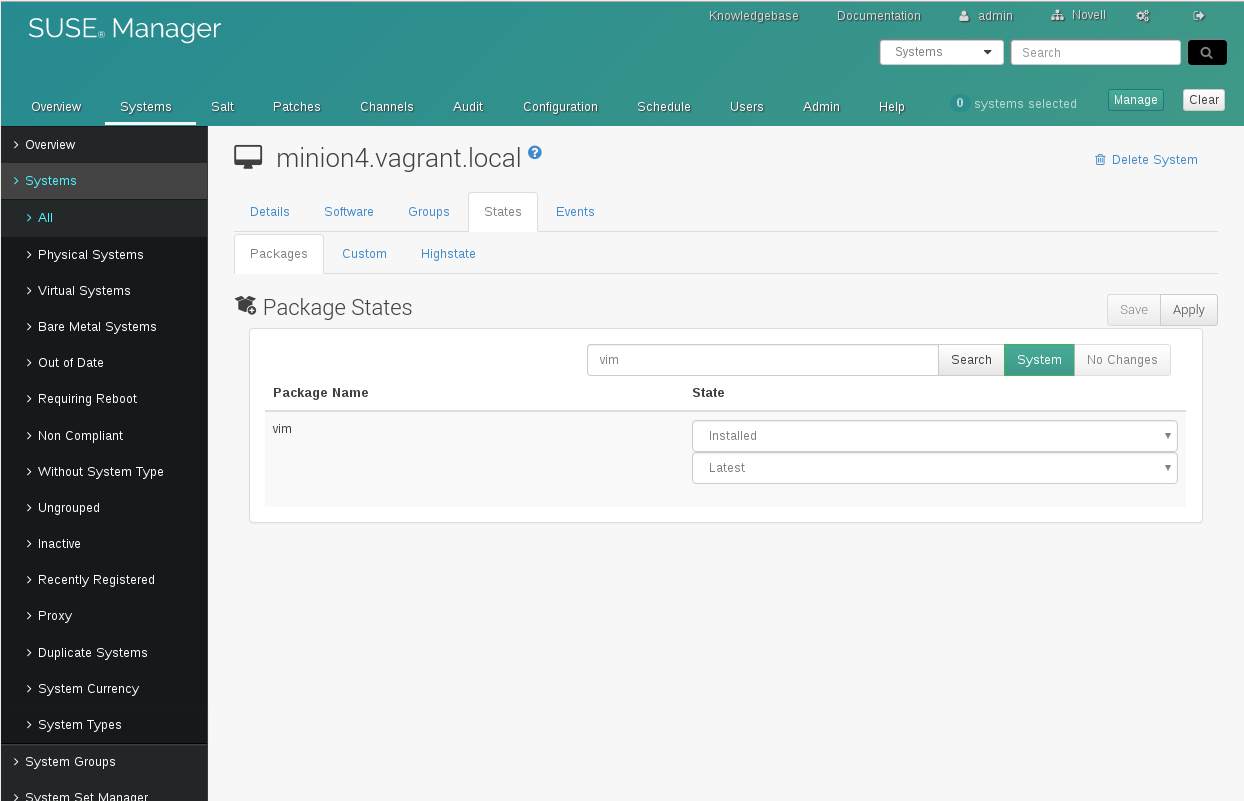 SUSE® Manager
Knowledgebase Documentation admin Novell
Systems Search
Overview Systems Salt Patches Channels Audit Configuration Schedule Users Admin Help 0 systems selected Manage Clear
Overview
Systems
All
Physical Systems
Virtual Systems
Bare Metal Systems
Out of Date
Requiring Reboot
Non Compliant
Without System Type
Ungrouped
Inactive
Recently Registered
Proxy
Duplicate Systems
System Currency
System Types
System Groups
System Set Manager
minion4.vagrant.local ?
Delete System
Details Software Groups States Events
Packages Custom Highstate
Package States
Save Apply
vim Search System No Changes
Package Name State
vim Installed
Latest